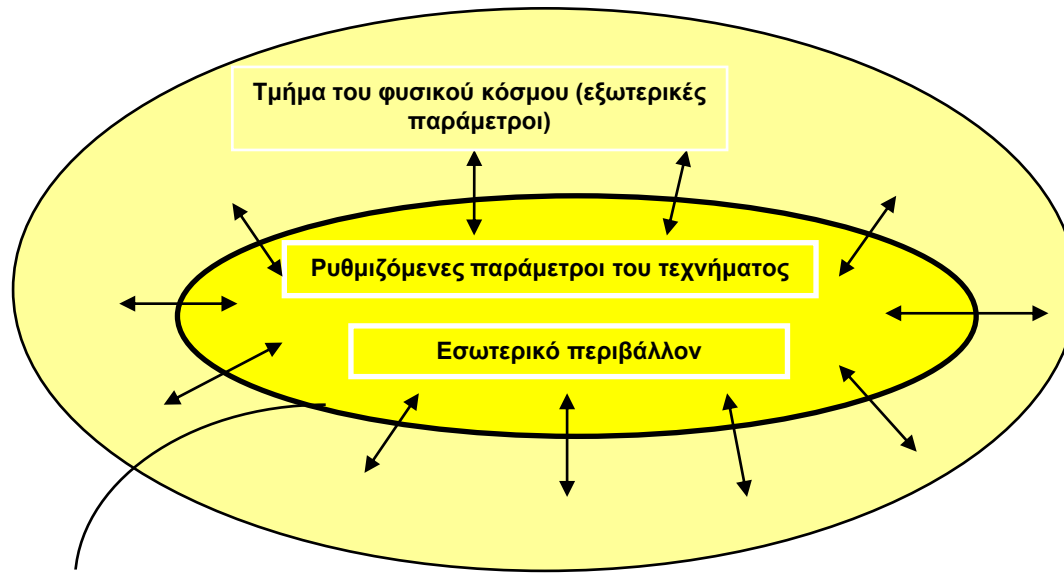 Τμήμα του φυσικού κόσμου (εξωτερικές
παράμετροι)
Ρυθμιζόμενες παράμετροι του τεχνήματος
Εσωτερικό περιβάλλον